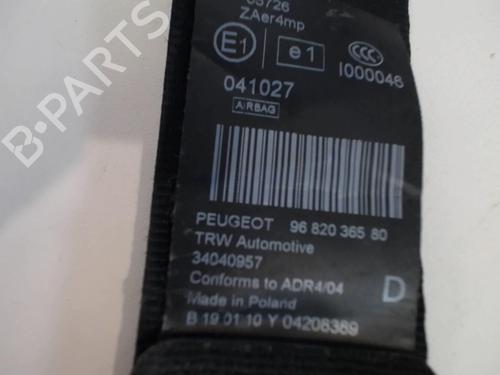 ZAer4mp
E1 e1 CCC
I000046
041027
AIRBAG
PEUGEOT 96 820 365 80
TRW Automotive
34040957
Conforms to ADR4/04
D
Made in Poland
B 19 01 10 Y 04208389
B-PARTS